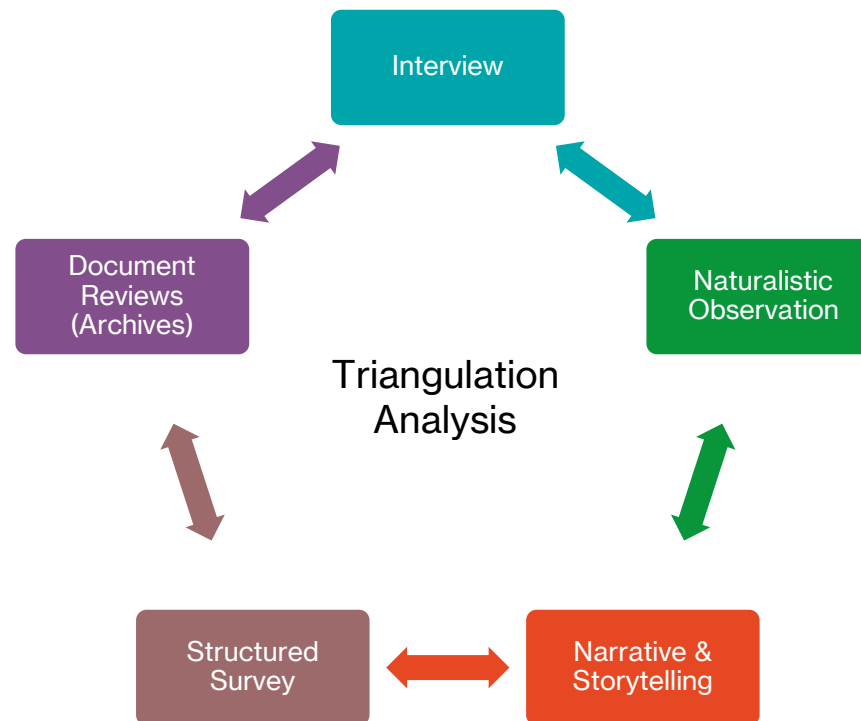 Interview
Document
Reviews
(Archives)
Naturalistic
Observation
Triangulation
Analysis
Structured
Survey
Narrative &
Storytelling